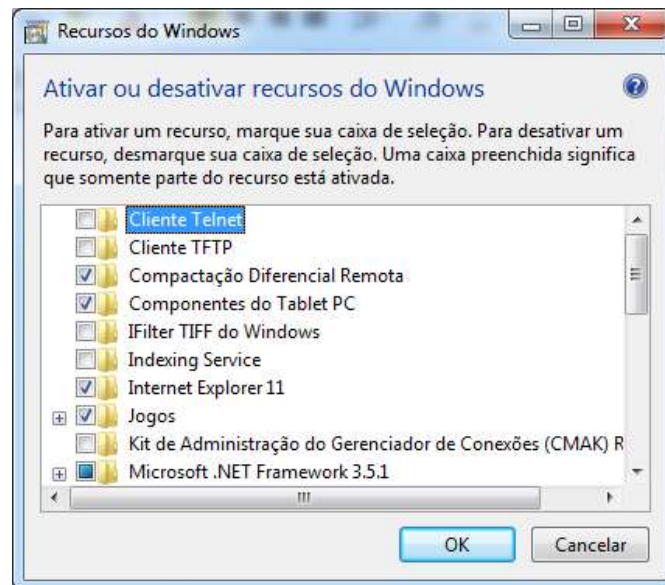 Recursos do Windows
Ativar ou desativar recursos do Windows
Para ativar um recurso, marque sua caixa de seleção. Para desativar um
recurso, desmarque sua caixa de seleção. Uma caixa preenchida significa
que somente parte do recurso está ativada.
Cliente Telnet
Cliente TFTP
Compactação Diferencial Remota
Componentes do Tablet PC
IFilter TIFF do Windows
Indexing Service
Internet Explorer 11
Jogos
Kit de Administração do Gerenciador de Conexões (CMAK) R
Microsoft .NET Framework 3.5.1
OK Cancelar